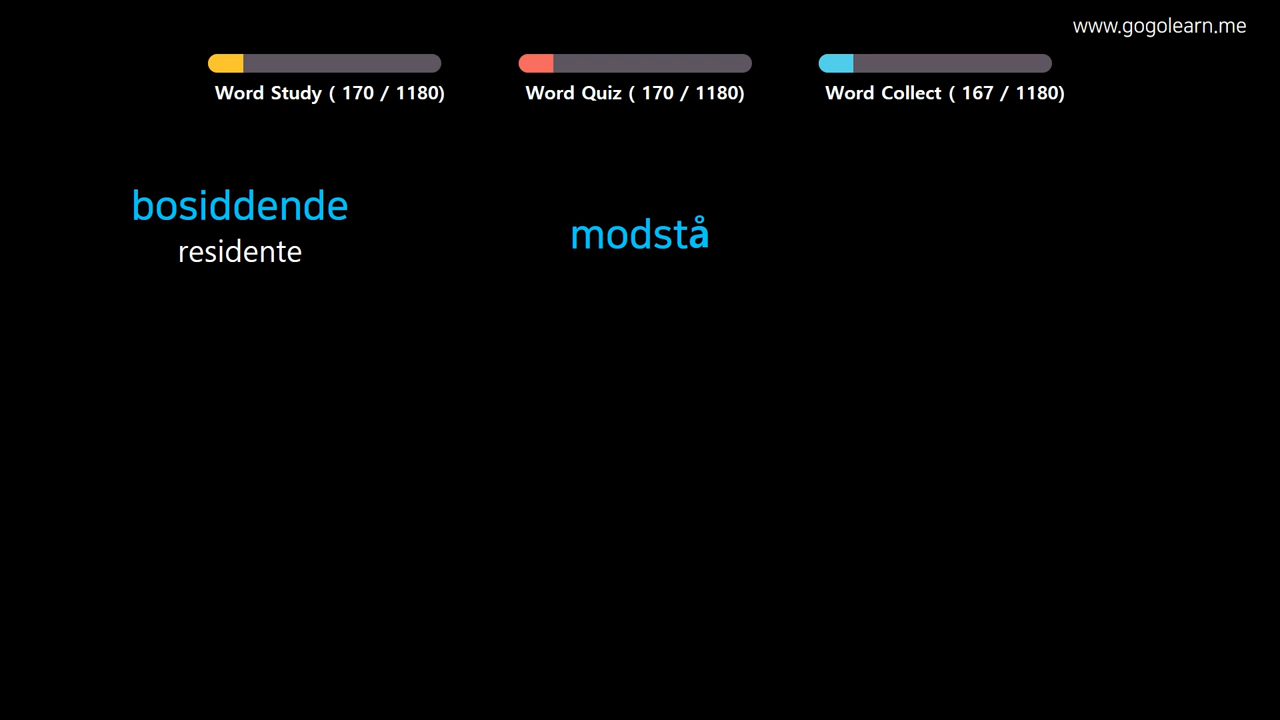 www.gogolearn.me
Word Study ( 170 / 1180)
Word Quiz ( 170 / 1180)
Word Collect ( 167 / 1180)
bosiddende
residente
modstå